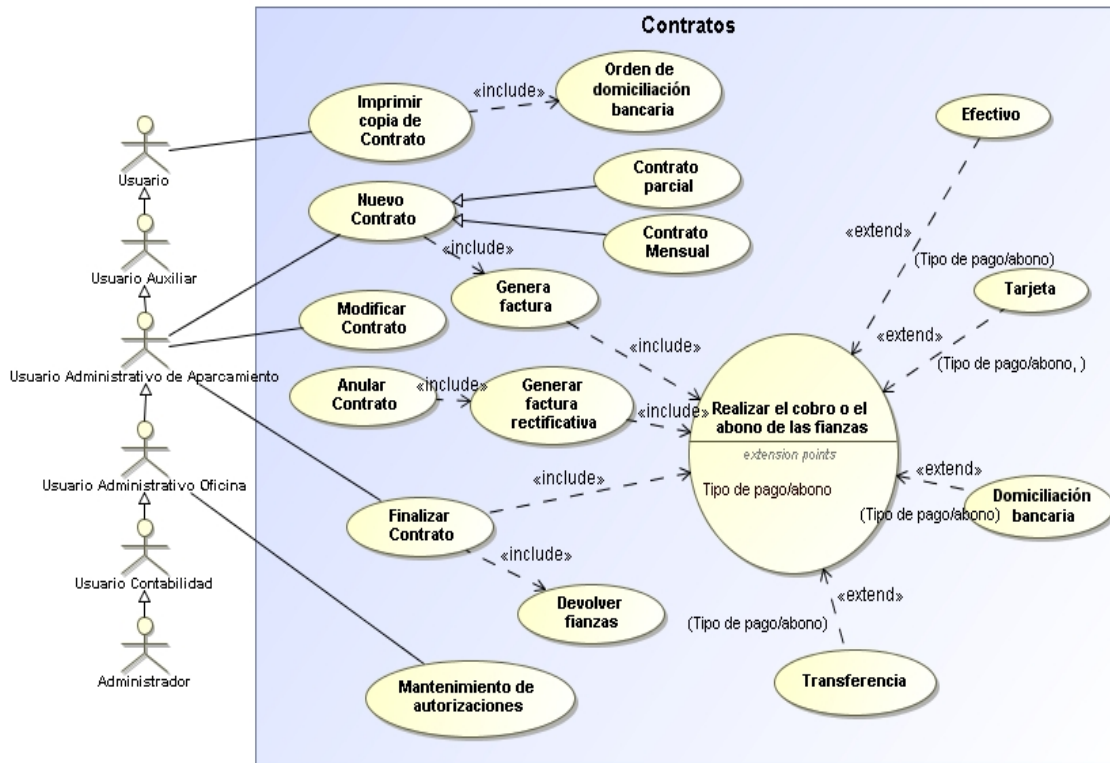 Contratos
Imprimir
copia de
Contrato
«include»
Orden de
domiciliación
bancaria
Efectivo
Usuario
Nuevo
Contrato
Contrato
parcial
Contrato
Mensual
«include»
«extend»
(Tipo de pago/abono)
Usuario Auxiliar
Genera
factura
Tarjeta
Modificar
Contrato
«include»
«extend»
(Tipo de pago/abono, )
Usuario Administrativo de Aparcamiento
Anular
Contrato
«include»
Generar
factura
rectificativa
«include»
Realizar el cobro o el
abono de las fianzas
extension points
Tipo de pago/abono
Usuario Administrativo Oficina
«include»
«extend»
Domiciliación
bancaria
(Tipo de pago/abono)
Finalizar
Contrato
«include»
Usuario Contabilidad
Devolver
fianzas
«extend»
(Tipo de pago/abono)
Administrador
Mantenimiento de
autorizaciones
Transferencia